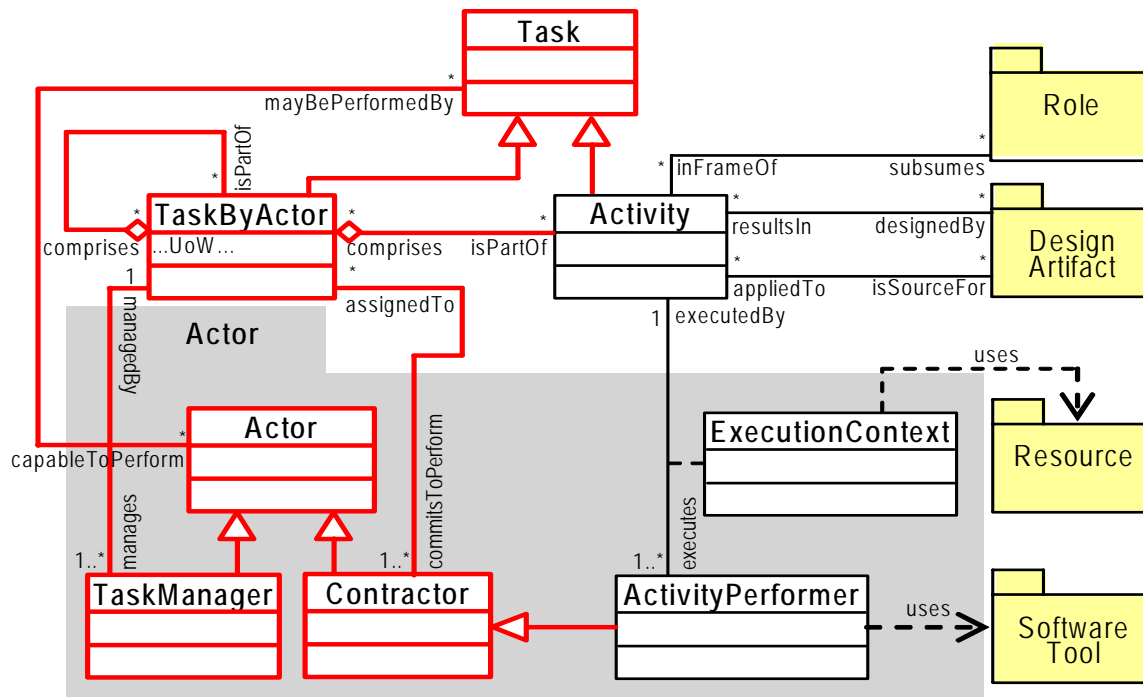 Task
*
mayBePerformedBy
Role
*
isPartOf
*
inFrameOf
*
subsumes
*
TaskByActor
...UoW...
*
comprises
*
comprises
*
isPartOf
Activity
*
resultsIn
*
designedBy
*
appliedTo
*
isSourceFor
Design
Artifact
1
managedBy
*
assignedTo
1
executedBy
Actor
uses
*
capableToPerform
Actor
ExecutionContext
Resource
manages
1..*
commitsToPerform
1..*
executes
1..*
TaskManager
Contractor
ActivityPerformer
uses
Software
Tool